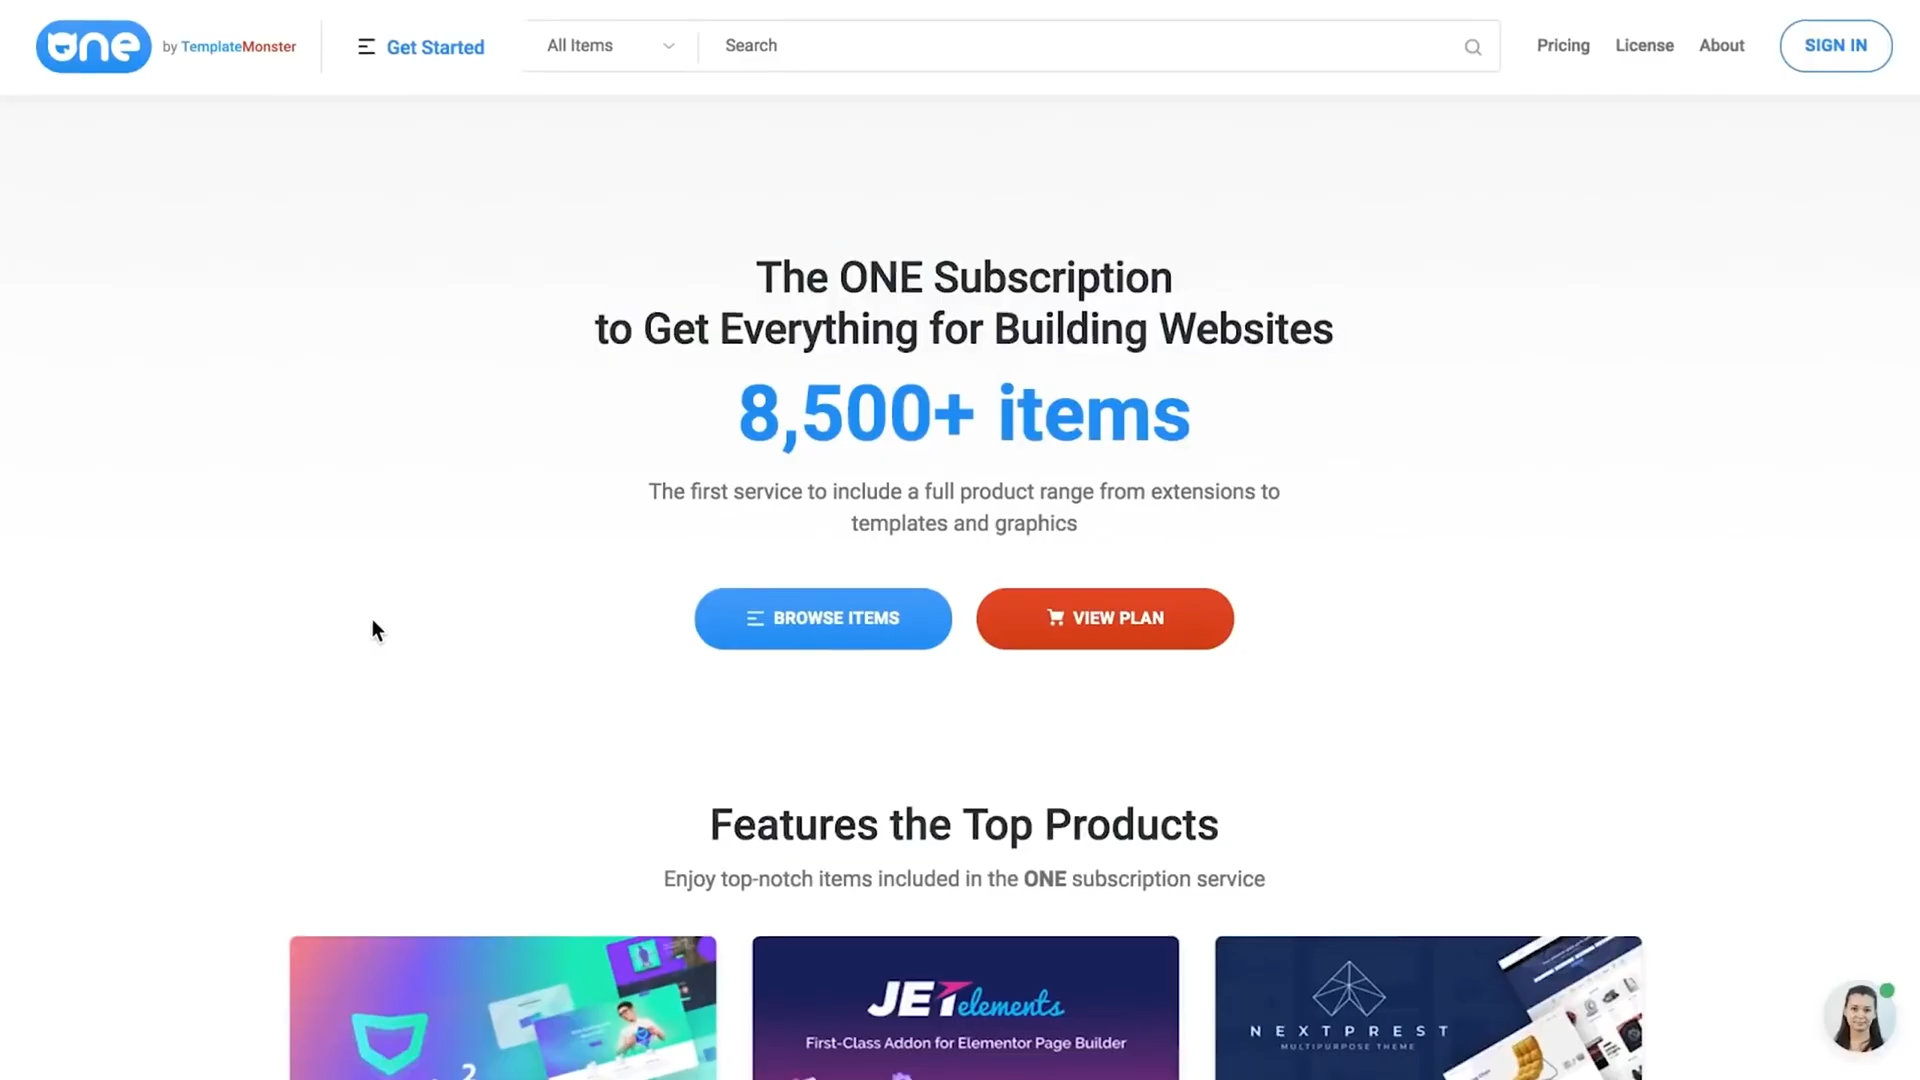 one by TemplateMonster
Get Started
All Items
Search
Pricing
License
About
SIGN IN
The ONE Subscription
to Get Everything for Building Websites
8,500+ items
The first service to include a full product range from extensions to
templates and graphics
BROWSE ITEMS
VIEW PLAN
Features the Top Products
Enjoy top-notch items included in the ONE subscription service
2
JETelements
First-Class Addon for Elementor Page Builder
NEXTPREST
MULTIPURPOSE THEME